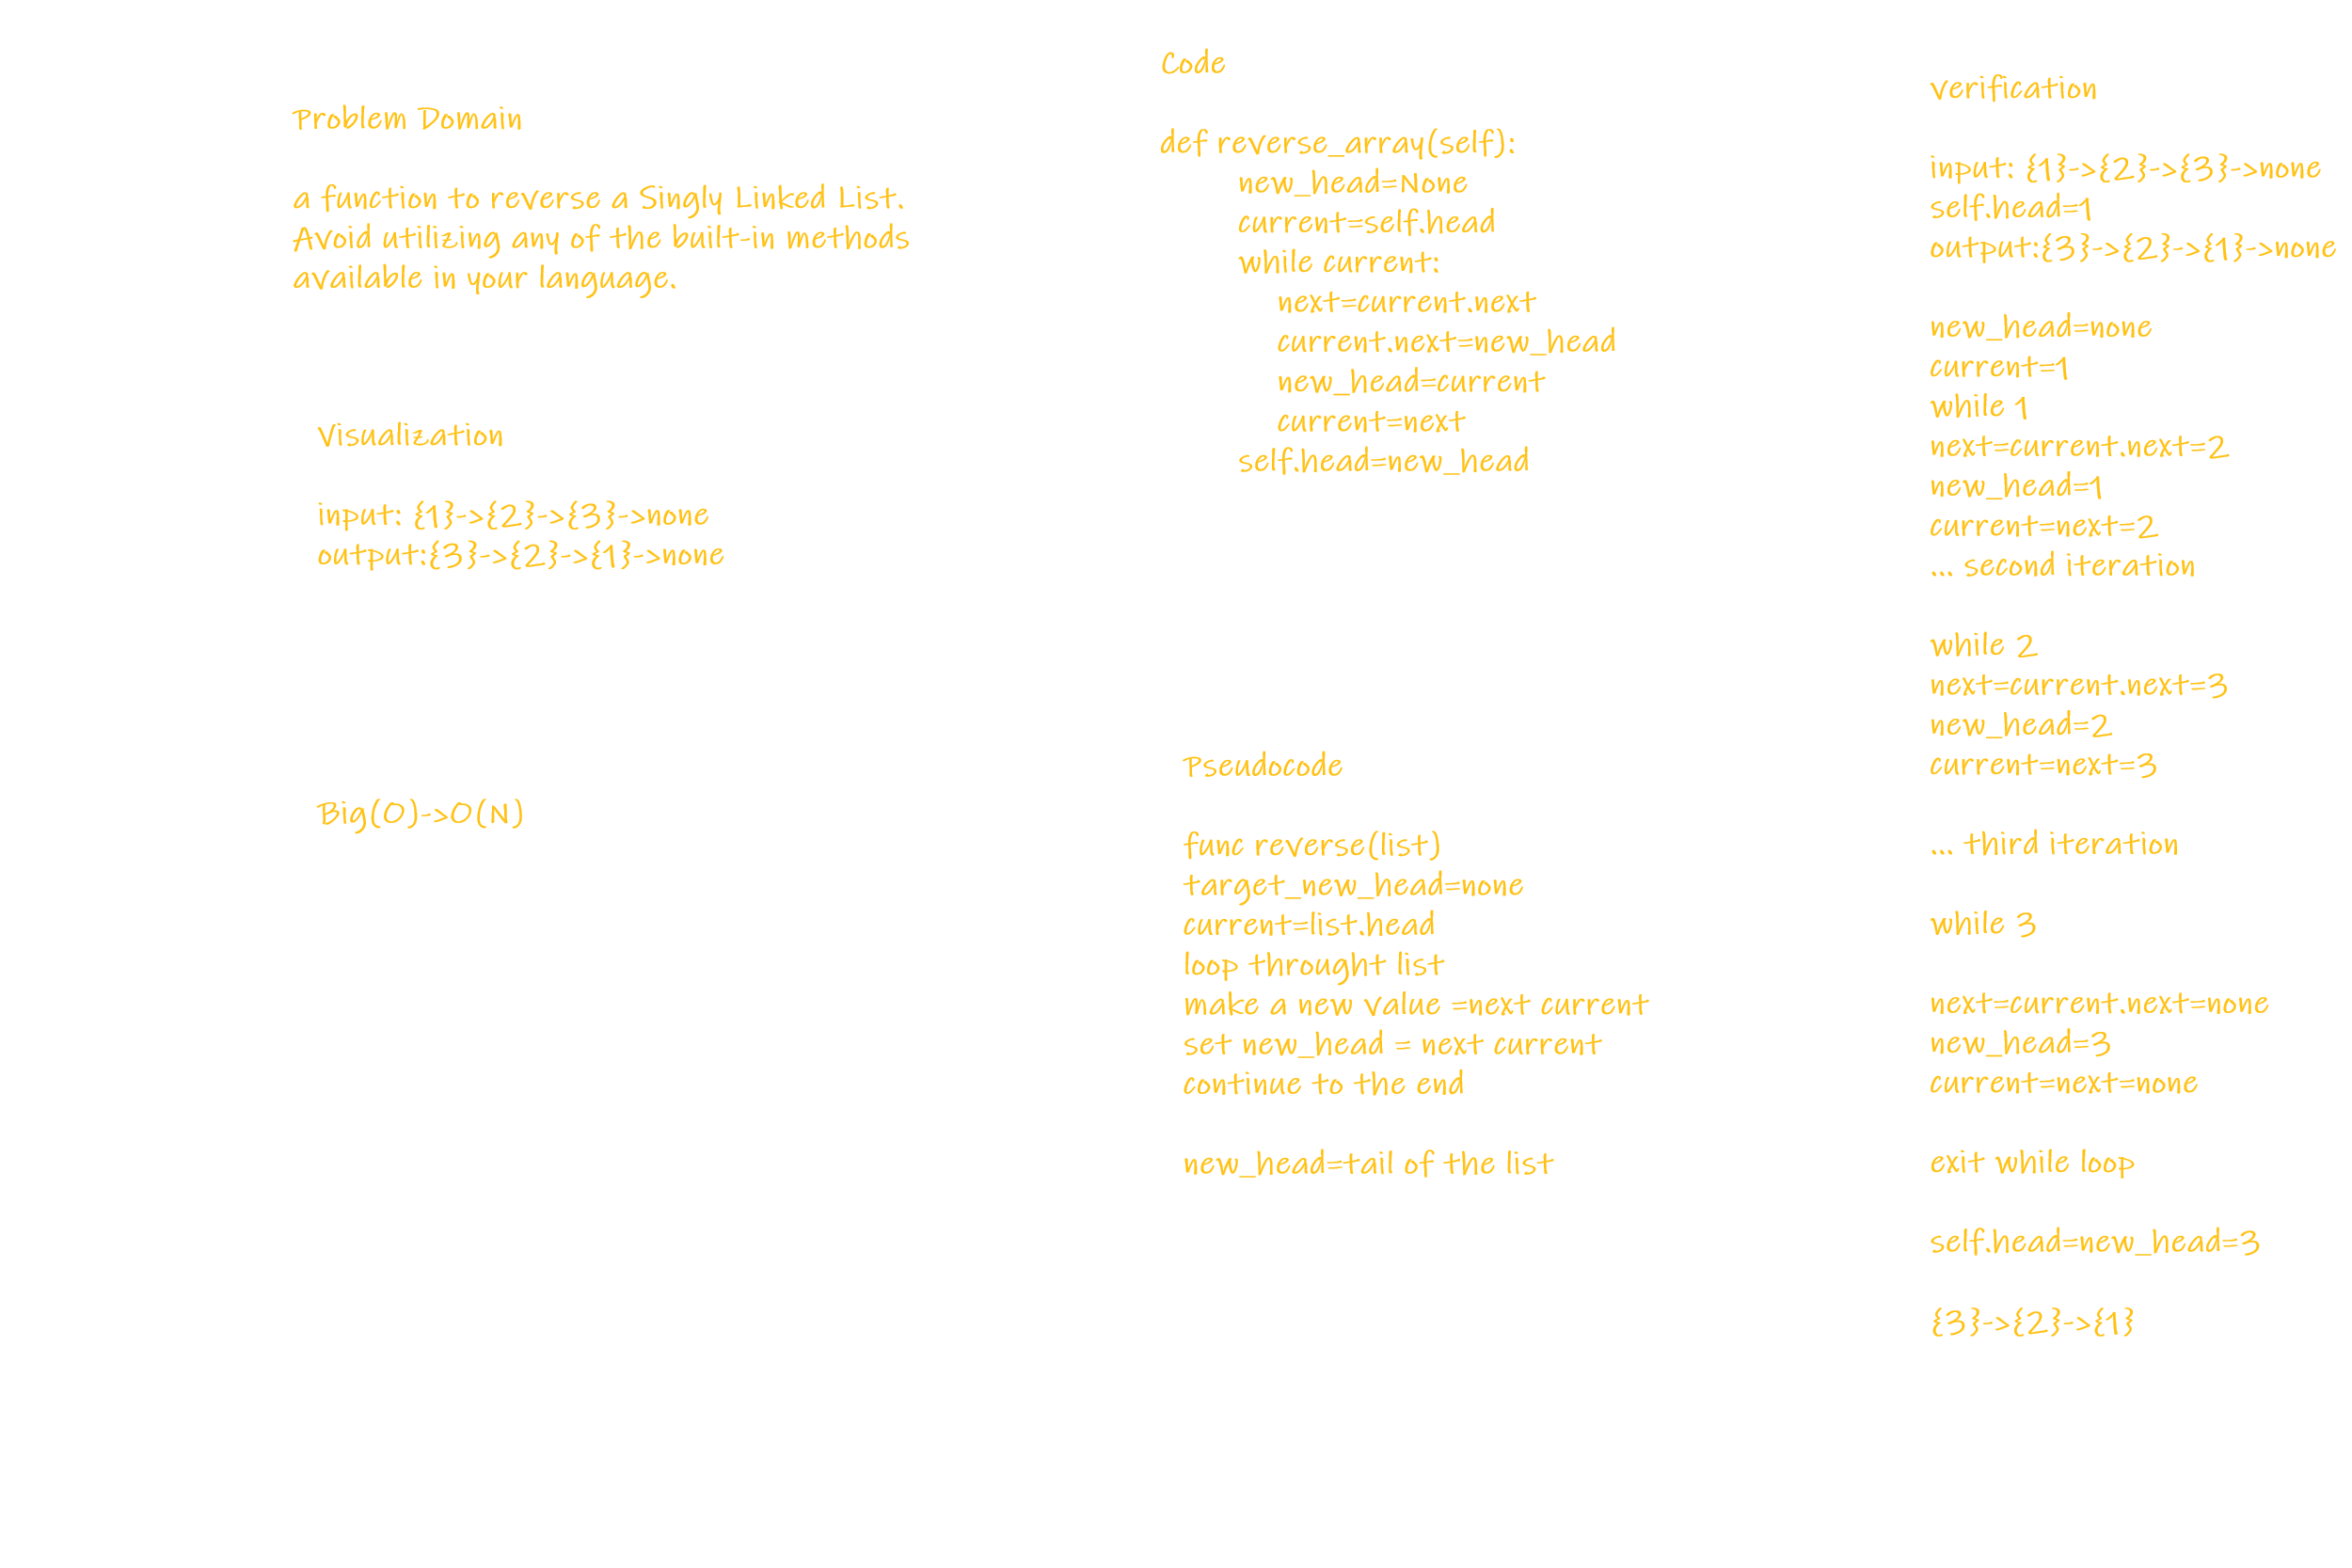 Problem Domain
a function to reverse a Singly Linked List.
Avoid utilizing any of the built-in methods
available in your language.
Visualization
input: {1}->{2}->{3}->none
output:{3}->{2}->{1}->none
Big(O)->O(N)
Code
def reverse_array(self):
new_head=None
current=self.head
while current:
next=current.next
current.next=new_head
new_head=current
current=next
self.head=new_head
Pseudocode
func reverse(list)
target_new_head=none
current=list.head
loop throught list
make a new value =next current
set new_head = next current
continue to the end
new_head=tail of the list
verification
input: {1}->{2}->{3}->none
self.head=1
output:{3}->{2}->{1}->none
new_head=none
current=1
while 1
next=current.next=2
new_head=1
current=next=2
... second iteration
while 2
next=current.next=3
new_head=2
current=next=3
... third iteration
while 3
next=current.next=none
new_head=3
current=next=none
exit while loop
self.head=new_head=3
{3}->{2}->{1}